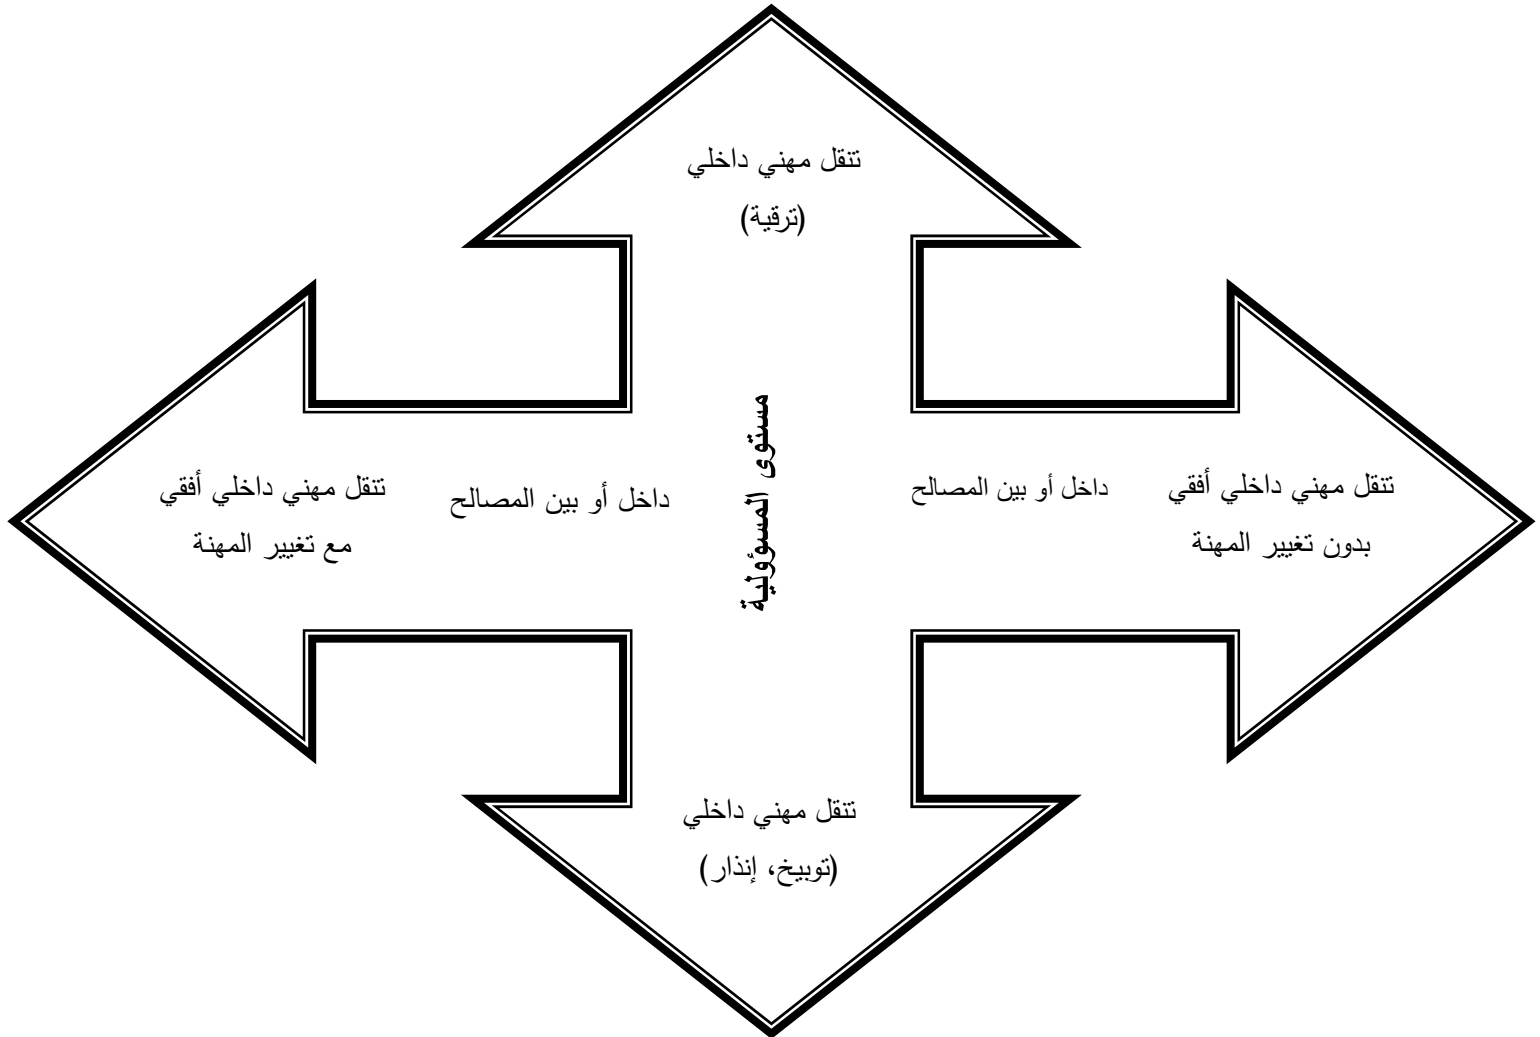 تنقل مهني داخلي
(ترقية)
مستوى المسؤولية
تنقل مهني داخلي أفقي
بدون تغيير المهنة
داخل أو بين المصالح
داخل أو بين المصالح
تنقل مهني داخلي أفقي
مع تغيير المهنة
تنقل مهني داخلي
(توبيخ، إنذار)